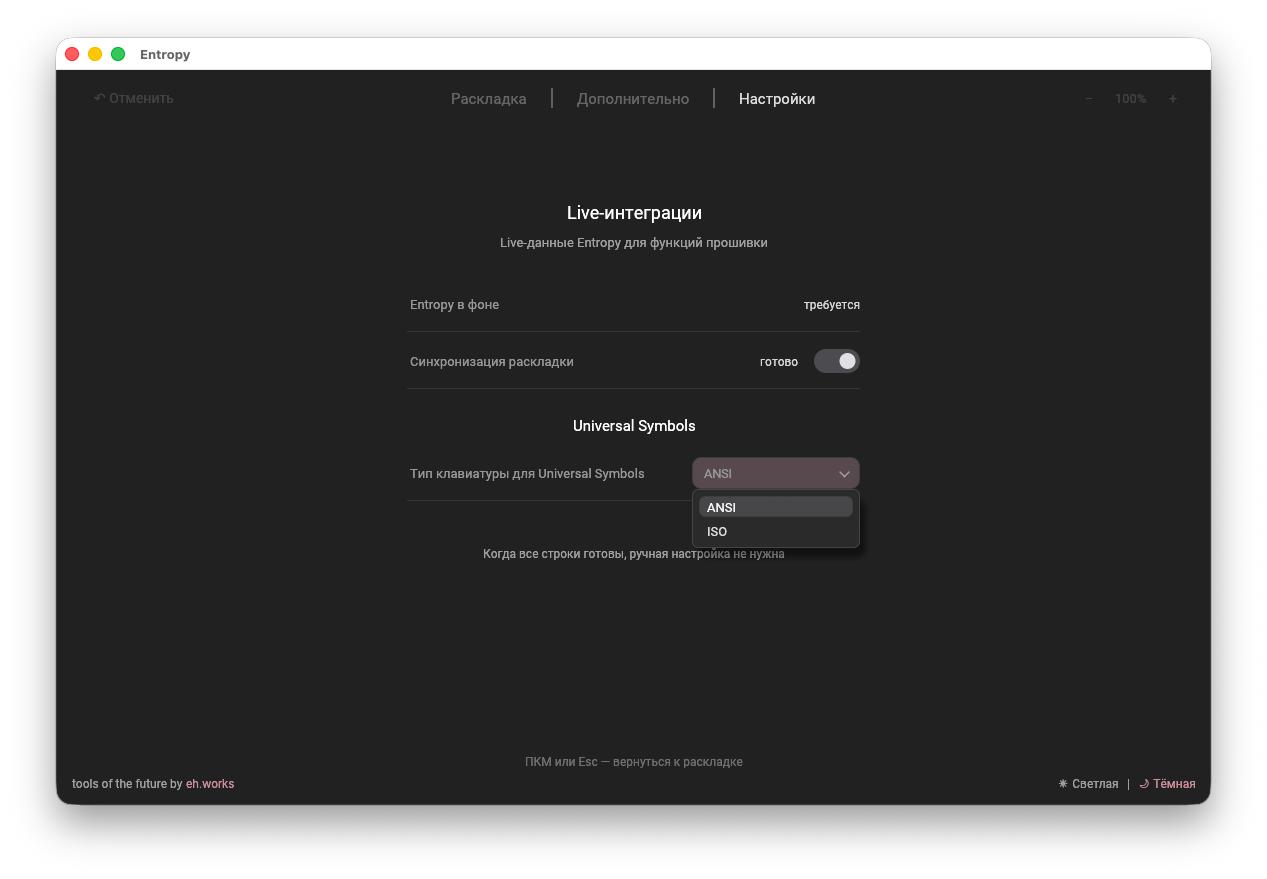 Entropy
↶ Отменить
Раскладка | Дополнительно | Настройки
− 100% +
Live-интеграции
Live-данные Entropy для функций прошивки
Entropy в фоне требуется
Синхронизация раскладки готово
Universal Symbols
Тип клавиатуры для Universal Symbols ANSI
ANSI
ISO
Когда все строки готовы, ручная настройка не нужна
ПКМ или Esc — вернуться к раскладке
tools of the future by eh.works
Светлая | Тёмная